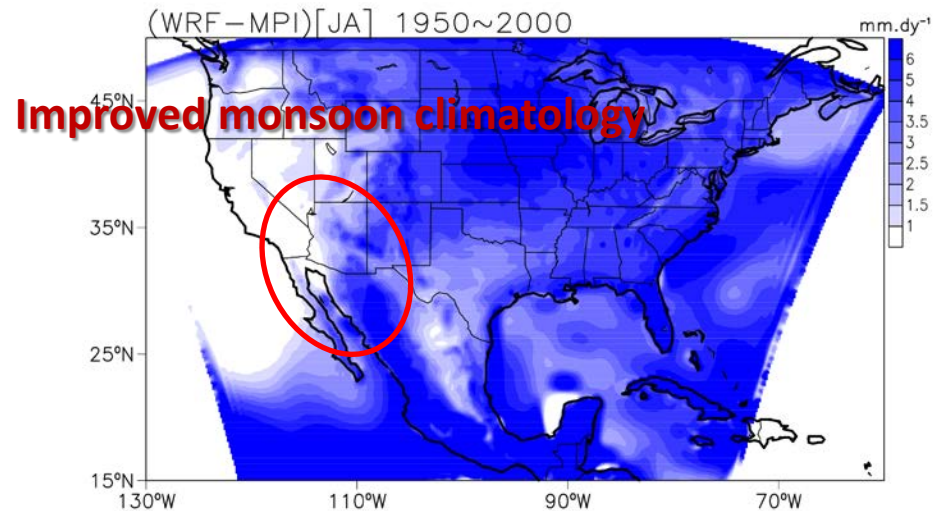 (WRF−MPI)[JA] 1950~2000
mm.dy⁻¹
6
5
4
3.5
3
2.5
2
1.5
1
45°N
Improved monsoon climatology
35°N
25°N
15°N
130°W 110°W 90°W 70°W